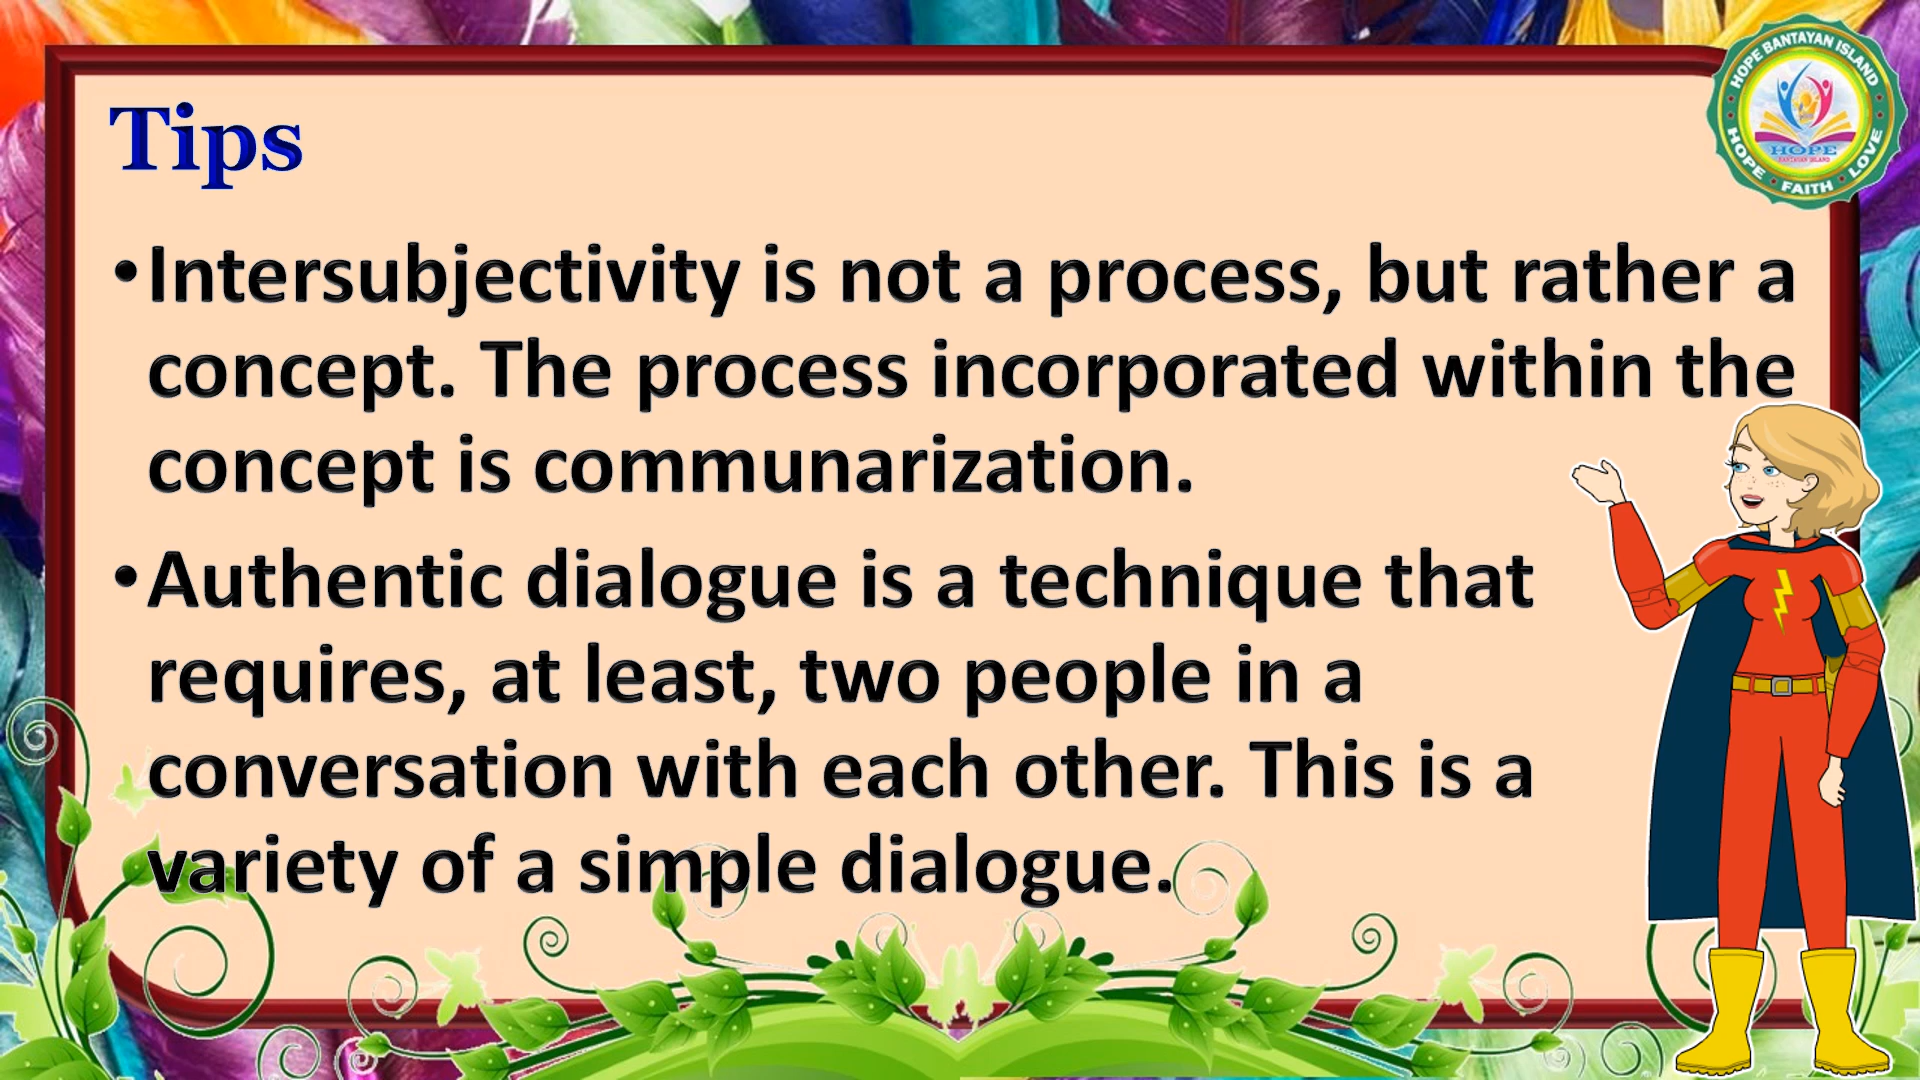 Tips
•Intersubjectivity is not a process, but rather a
concept. The process incorporated within the
concept is communarization.
•Authentic dialogue is a technique that
requires, at least, two people in a
conversation with each other. This is a
variety of a simple dialogue.
HOPE BANTAYAN ISLAND
HOPE
BANTAYAN ISLAND
HOPE • FAITH • LOVE